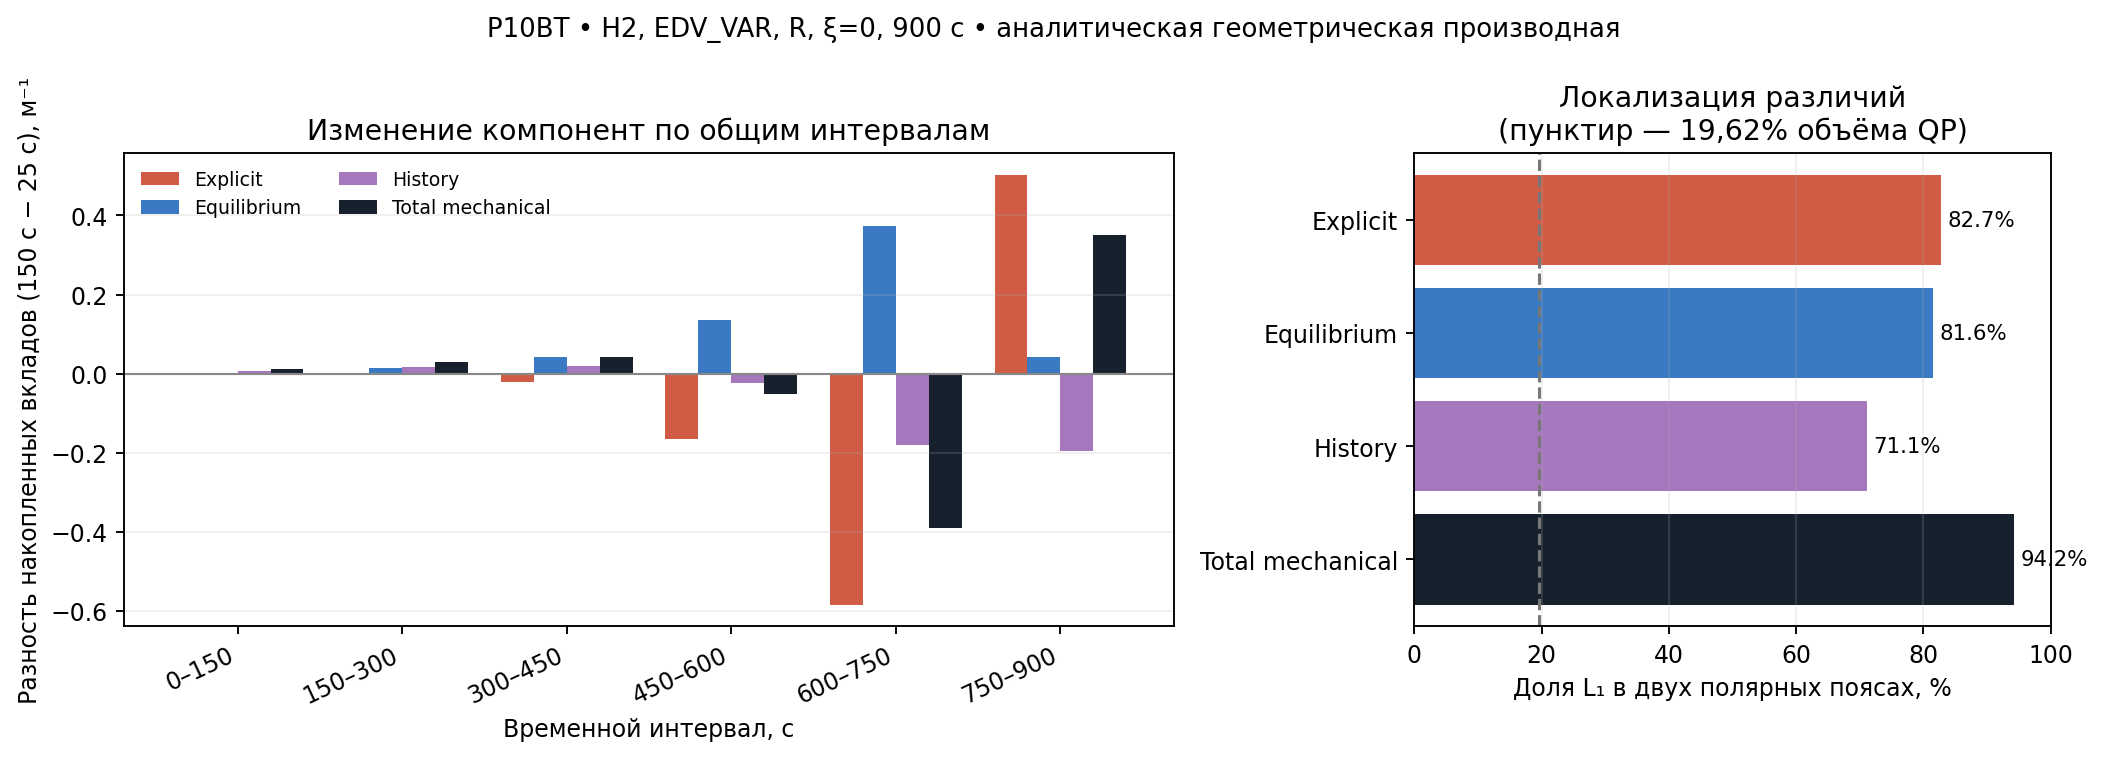 P10BT • H2, EDV_VAR, R, ξ=0, 900 с • аналитическая геометрическая производная
Изменение компонент по общим интервалам
Разность накопленных вкладов (150 с − 25 с), м⁻¹
Explicit
Equilibrium
History
Total mechanical
0.4
0.2
0.0
−0.2
−0.4
−0.6
0–150
150–300
300–450
450–600
600–750
750–900
Временной интервал, с
Локализация различий
(пунктир — 19,62% объёма QP)
Explicit
82.7%
Equilibrium
81.6%
History
71.1%
Total mechanical
94.2%
0
20
40
60
80
100
Доля L₁ в двух полярных поясах, %